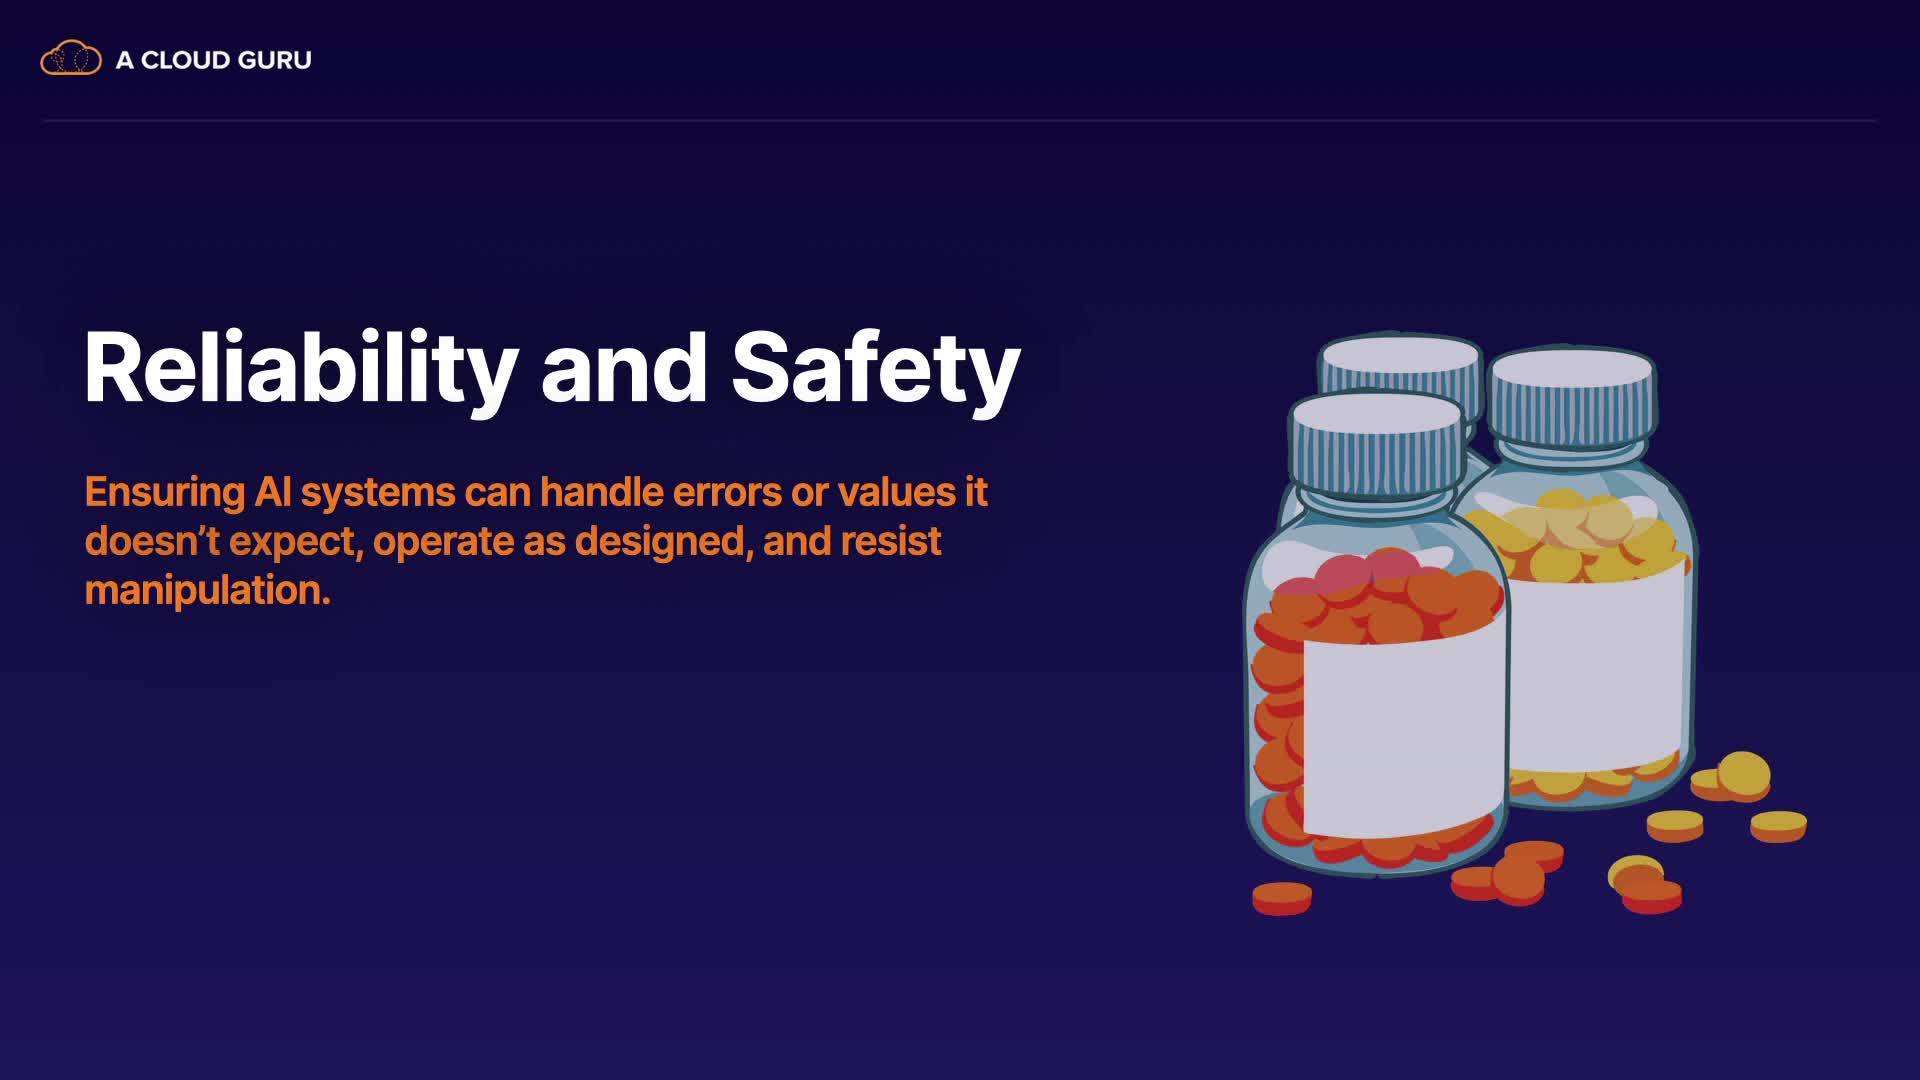 A CLOUD GURU
Reliability and Safety
Ensuring AI systems can handle errors or values it
doesn’t expect, operate as designed, and resist
manipulation.